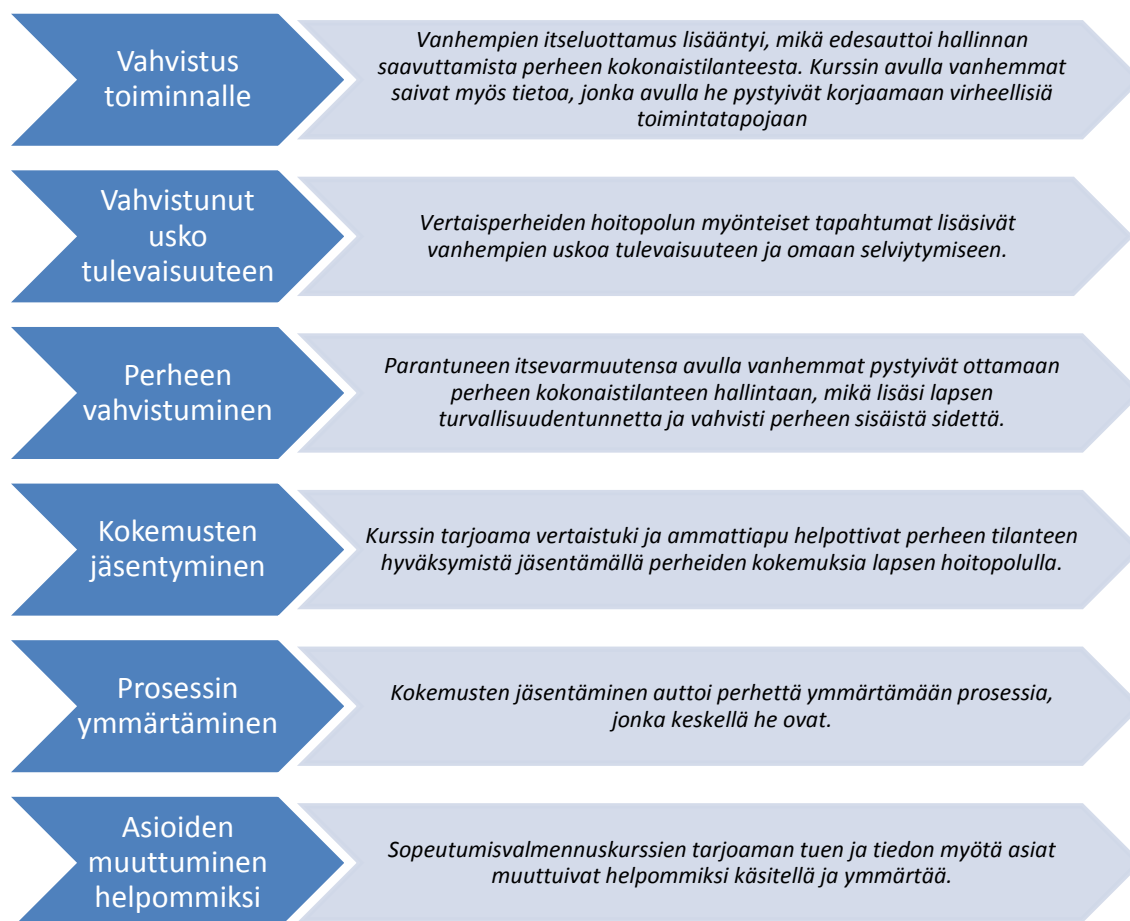 Vahvistus
toiminnalle
Vanhempien itseluottamus lisääntyi, mikä edesauttoi hallinnan
saavuttamista perheen kokonaistilanteesta. Kurssin avulla vanhemmat
saivat myös tietoa, jonka avulla he pystyivät korjaamaan virheellisiä
toimintatapojaan
Vahvistunut
usko
tulevaisuuteen
Vertaisperheiden hoitopolun myönteiset tapahtumat lisäsivät
vanhempien uskoa tulevaisuuteen ja omaan selviytymiseen.
Perheen
vahvistuminen
Parantuneen itsevarmuutensa avulla vanhemmat pystyivät ottamaan
perheen kokonaistilanteen hallintaan, mikä lisäsi lapsen
turvallisuudentunnetta ja vahvisti perheen sisäistä sidettä.
Kokemusten
jäsentyminen
Kurssin tarjoama vertaistuki ja ammattiapu helpottivat perheen tilanteen
hyväksymistä jäsentämällä perheiden kokemuksia lapsen hoitopolulla.
Prosessin
ymmärtäminen
Kokemusten jäsentäminen auttoi perhettä ymmärtämään prosessia,
jonka keskellä he ovat.
Asioiden
muuttuminen
helpommiksi
Sopeutumisvalmennuskurssien tarjoaman tuen ja tiedon myötä asiat
muuttuivat helpommiksi käsitellä ja ymmärtää.